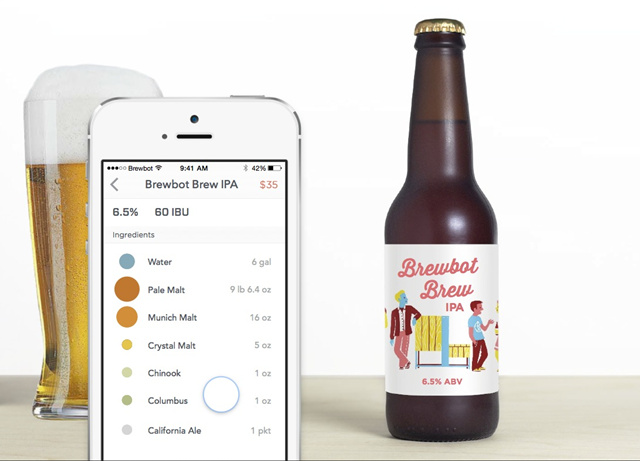 Brewbot 9:41 AM 42%
Brewbot Brew IPA $35
6.5% 60 IBU
Ingredients
Water 6 gal
Pale Malt 9 lb 6.4 oz
Munich Malt 16 oz
Crystal Malt 5 oz
Chinook 1 oz
Columbus 1 oz
California Ale 1 pkt
Brewbot
Brew
IPA
6.5% ABV